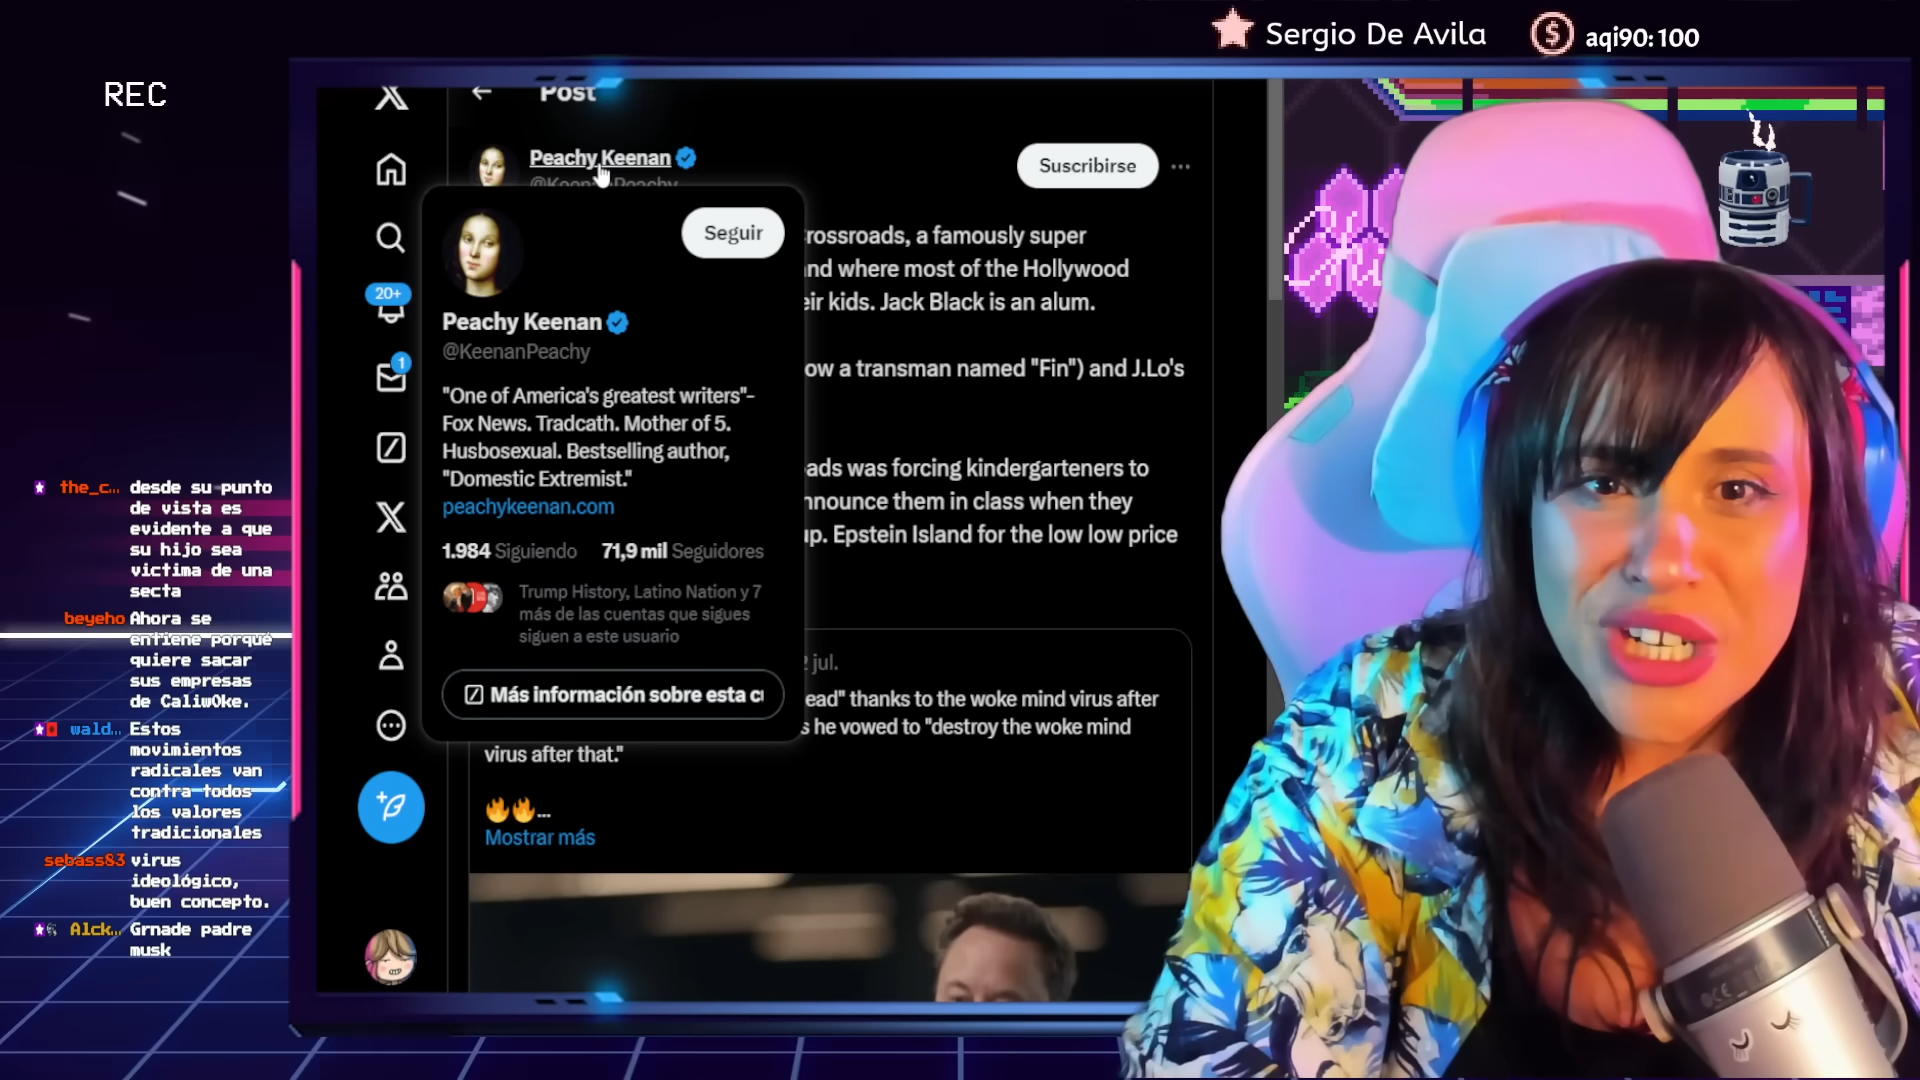 Sergio De Avila
aqi90:100
REC
Post
Peachy Keenan
Suscribirse
Seguir
Peachy Keenan
@KeenanPeachy
"One of America's greatest writers"-
Fox News. Tradcath. Mother of 5.
Husbosexual. Bestselling author,
"Domestic Extremist."
peachykeenan.com
1.984 Siguiendo 71,9 mil Seguidores
Trump History, Latino Nation y 7
más de las cuentas que sigues
siguen a este usuario
Más información sobre esta
20+
1
rossroads, a famously super
nd where most of the Hollywood
eir kids. Jack Black is an alum.
ow a transman named "Fin") and J.Lo's
ads was forcing kindergarteners to
nnounce them in class when they
up. Epstein Island for the low low price
2 jul.
ead" thanks to the woke mind virus after
s he vowed to "destroy the woke mind
virus after that."
...
Mostrar más
the_c... desde su punto
de vista es
evidente a que
su hijo sea
victima de una
secta
beyeho Ahora se
entiene porqué
quiere sacar
sus empresas
de CaliwOke.
wald... Estos
movimientos
radicales van
contra todos
los valores
tradicionales
sebass83 virus
ideológico,
buen concepto.
Alck... Grnade padre
musk